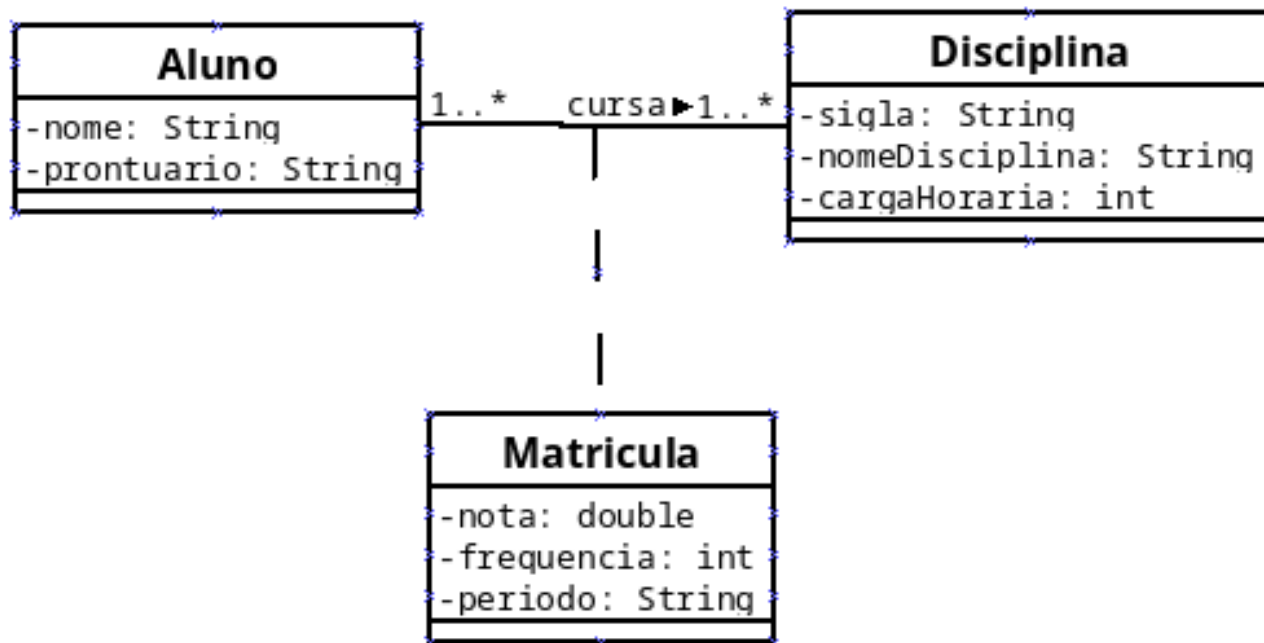 Aluno
-nome: String
-prontuario: String
1..* cursa▶1..*
Disciplina
-sigla: String
-nomeDisciplina: String
-cargaHoraria: int
Matricula
-nota: double
-frequencia: int
-periodo: String